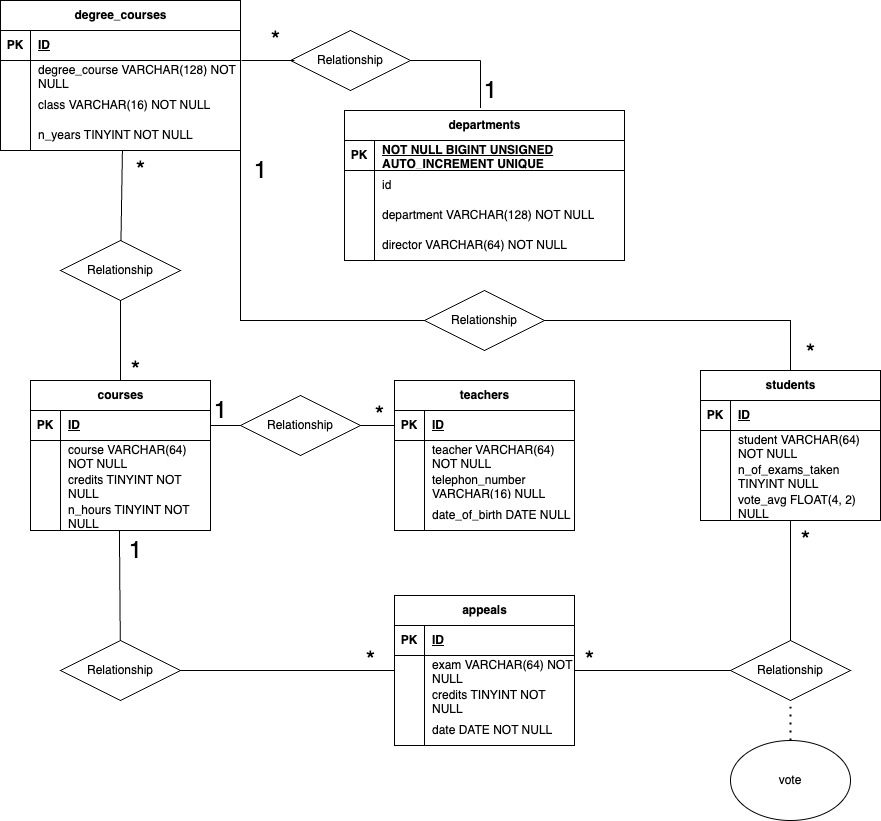 degree_courses
PK ID
degree_course VARCHAR(128) NOT
NULL
class VARCHAR(16) NOT NULL
n_years TINYINT NOT NULL
*
Relationship
1
departments
PK NOT NULL BIGINT UNSIGNED
AUTO_INCREMENT UNIQUE
id
department VARCHAR(128) NOT NULL
director VARCHAR(64) NOT NULL
*
1
Relationship
*
Relationship
*
courses
PK ID
course VARCHAR(64)
NOT NULL
credits TINYINT NOT
NULL
n_hours TINYINT NOT
NULL
1
Relationship
*
teachers
PK ID
teacher VARCHAR(64)
NOT NULL
telephon_number
VARCHAR(16) NULL
date_of_birth DATE NULL
students
PK ID
student VARCHAR(64)
NOT NULL
n_of_exams_taken
TINYINT NULL
vote_avg FLOAT(4, 2)
NULL
1
Relationship
*
appeals
PK ID
exam VARCHAR(64) NOT
NULL
credits TINYINT NOT
NULL
date DATE NOT NULL
*
*
Relationship
vote